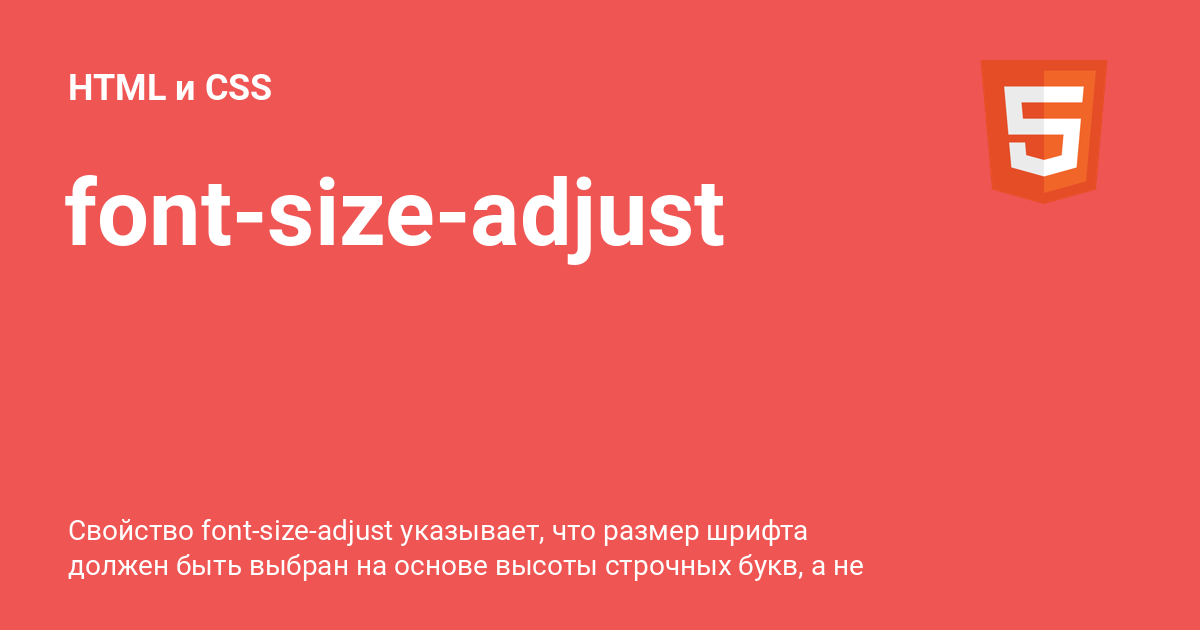 HTML и CSS
font-size-adjust
Свойство font-size-adjust указывает, что размер шрифта
должен быть выбран на основе высоты строчных букв, а не